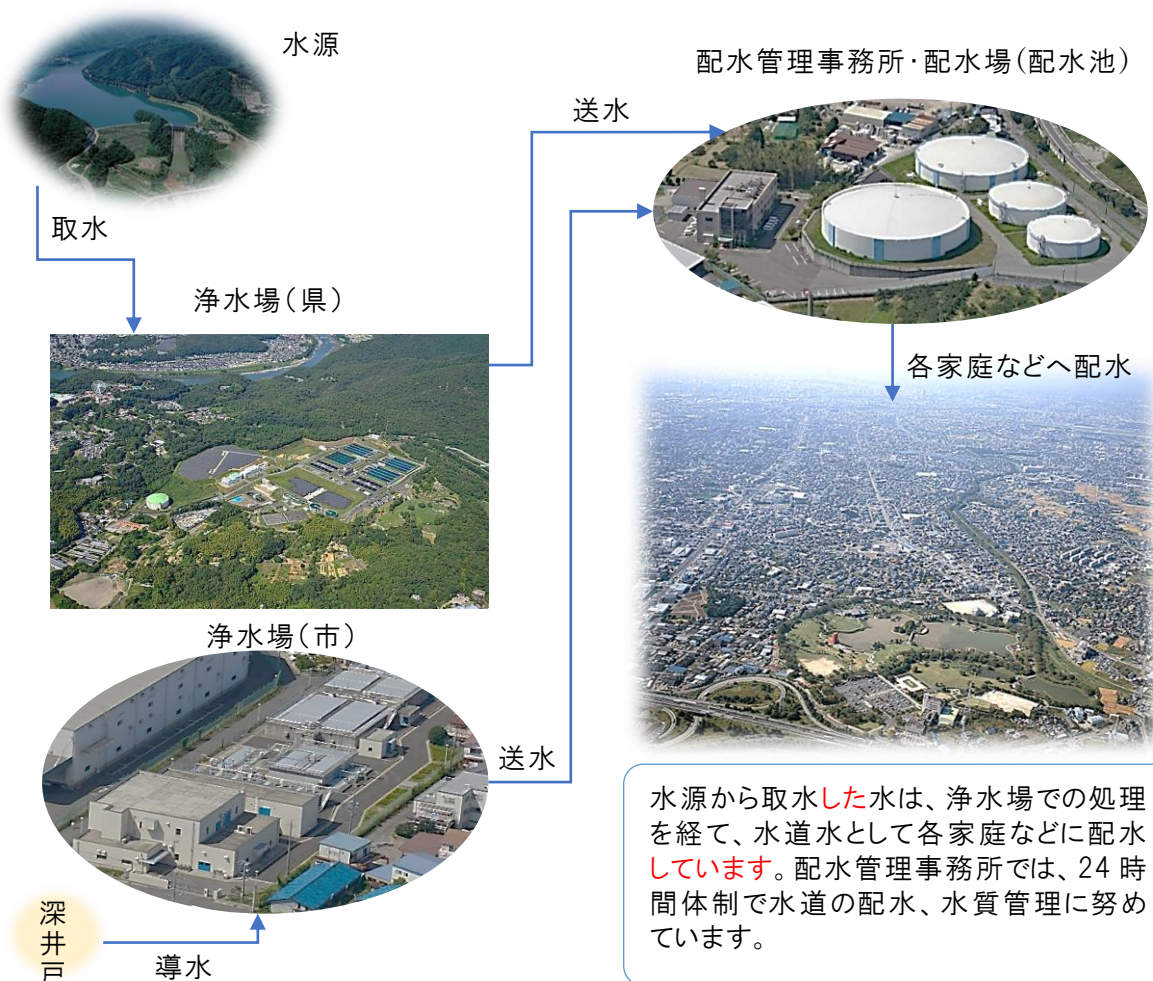 水源
配水管理事務所・配水場(配水池)
送水
取水
浄水場(県)
各家庭などへ配水
浄水場(市)
送水
水源から取水した水は、浄水場での処理
を経て、水道水として各家庭などに配水
しています。配水管理事務所では、24時
間体制で水道の配水、水質管理に努め
ています。
深井戸
導水